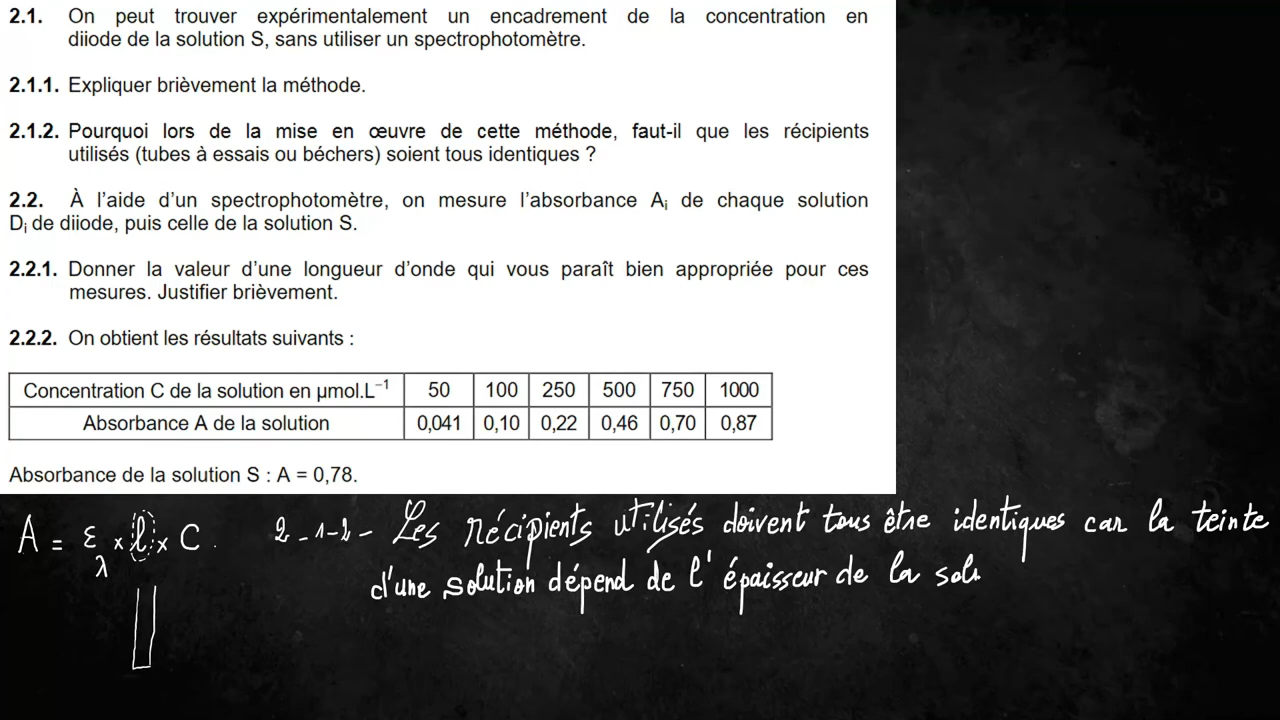 2.1. On peut trouver expérimentalement un encadrement de la concentration en
diiode de la solution S, sans utiliser un spectrophotomètre.
2.1.1. Expliquer brièvement la méthode.
2.1.2. Pourquoi lors de la mise en œuvre de cette méthode, faut-il que les récipients
utilisés (tubes à essais ou béchers) soient tous identiques ?
2.2. À l'aide d'un spectrophotomètre, on mesure l'absorbance Ai de chaque solution
Di de diiode, puis celle de la solution S.
2.2.1. Donner la valeur d'une longueur d'onde qui vous paraît bien appropriée pour ces
mesures. Justifier brièvement.
2.2.2. On obtient les résultats suivants :
Concentration C de la solution en µmol.L⁻¹ 50 100 250 500 750 1000
Absorbance A de la solution 0,041 0,10 0,22 0,46 0,70 0,87
Absorbance de la solution S : A = 0,78.
A = ελ × l × C.
2-1-2- Les récipients utilisés doivent tous être identiques car la teinte
d'une solution dépend de l'épaisseur de la solu